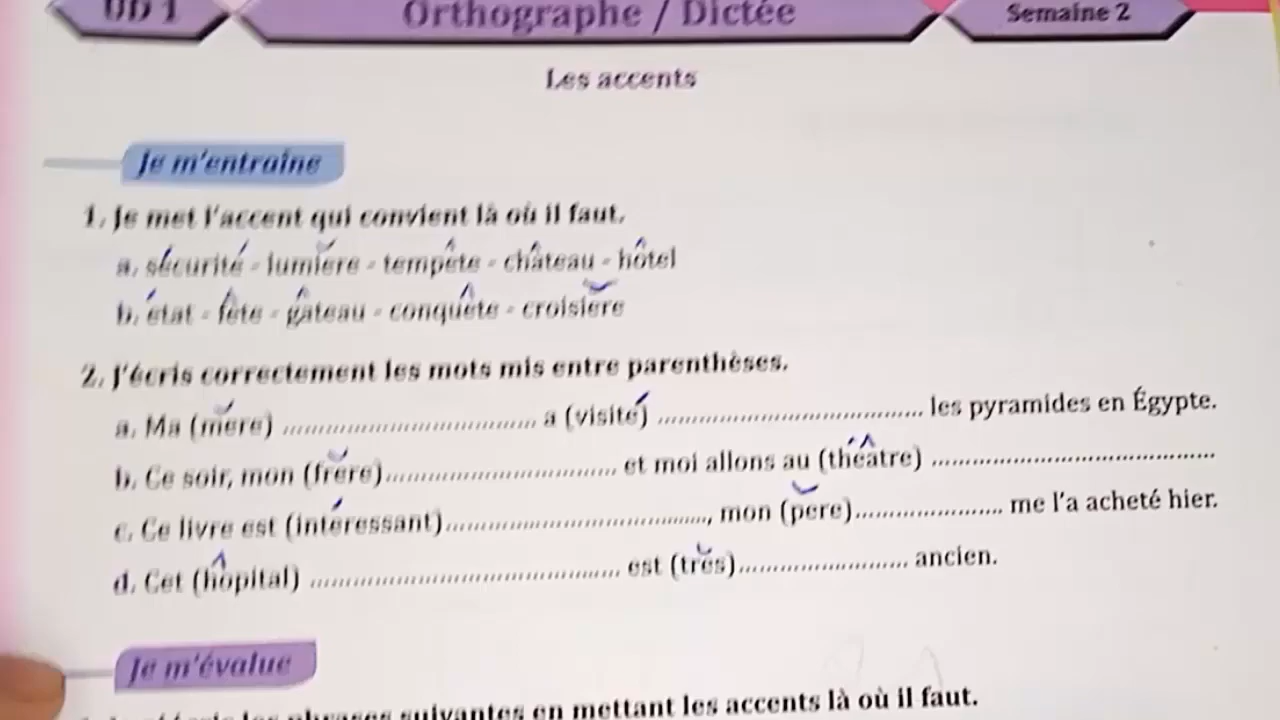 UD 1 Orthographe / Dictée Semaine 2
Les accents
Je m'entraîne
1. Je met l'accent qui convient là où il faut.
a. sécurité - lumière - tempête - château - hôtel
b. état - fête - gâteau - conquête - croisière
2. J'écris correctement les mots mis entre parenthèses.
a. Ma (mère) ................................ a (visité) ................................ les pyramides en Égypte.
b. Ce soir, mon (frère)................................ et moi allons au (théâtre) ................................
c. Ce livre est (intéressant)................................, mon (père)..................... me l'a acheté hier.
d. Cet (hôpital) ................................ est (très)........................ ancien.
Je m'évalue
phrases suivantes en mettant les accents là où il faut.